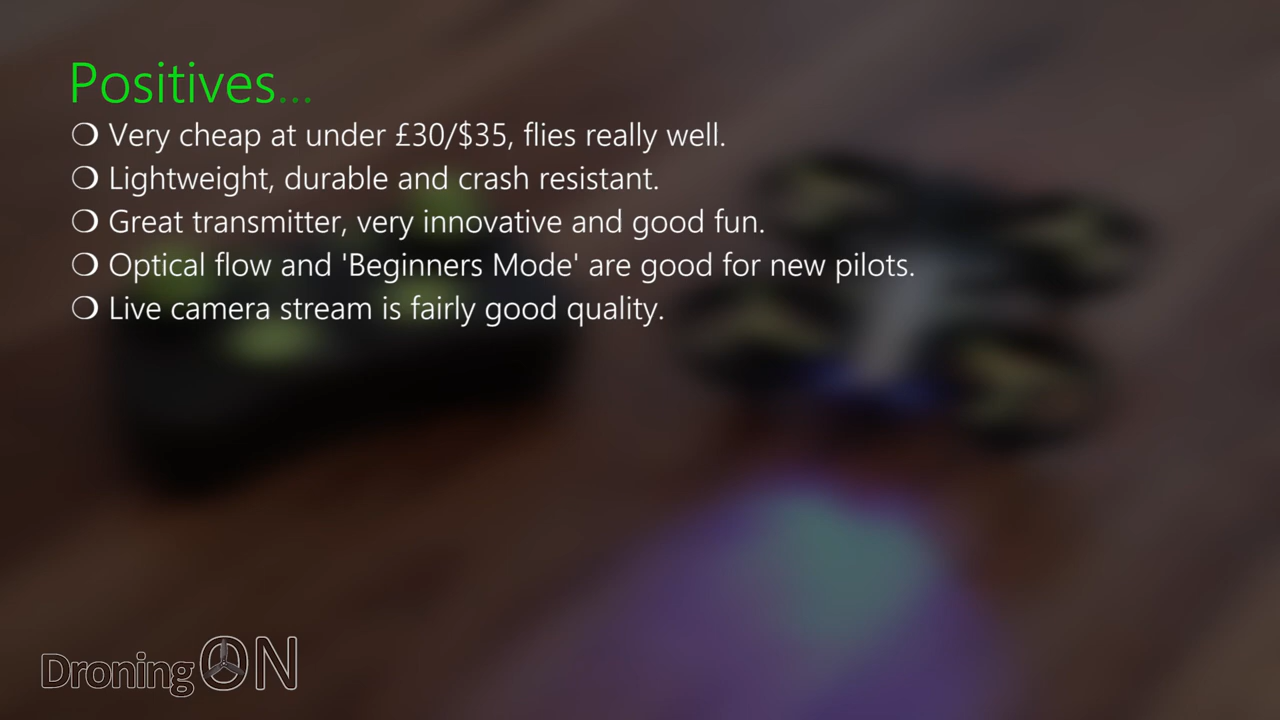 Positives...
❍ Very cheap at under £30/$35, flies really well.
❍ Lightweight, durable and crash resistant.
❍ Great transmitter, very innovative and good fun.
❍ Optical flow and 'Beginners Mode' are good for new pilots.
❍ Live camera stream is fairly good quality.
DroningON